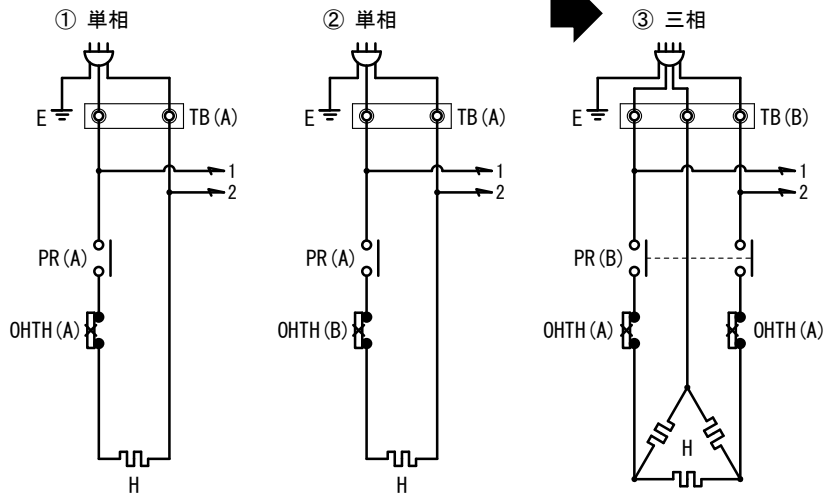 ① 単相
E
TB(A)
1
2
PR(A)
OHTH(A)
H
② 単相
E
TB(A)
1
2
PR(A)
OHTH(B)
H
③ 三相
E
TB(B)
1
2
PR(B)
OHTH(A)
OHTH(A)
H